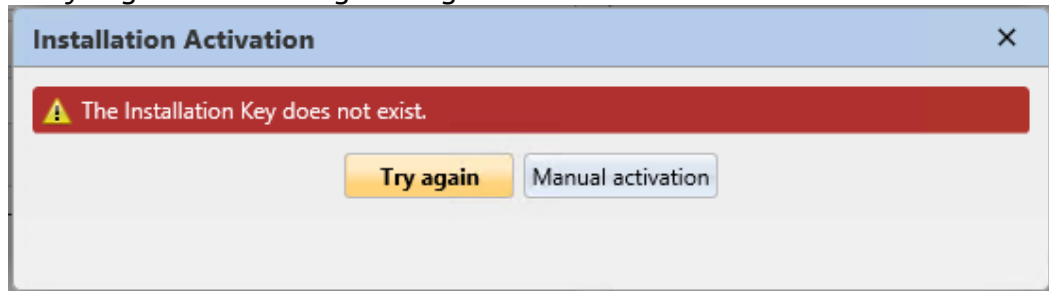 Installation Activation
The Installation Key does not exist.
Try again Manual activation